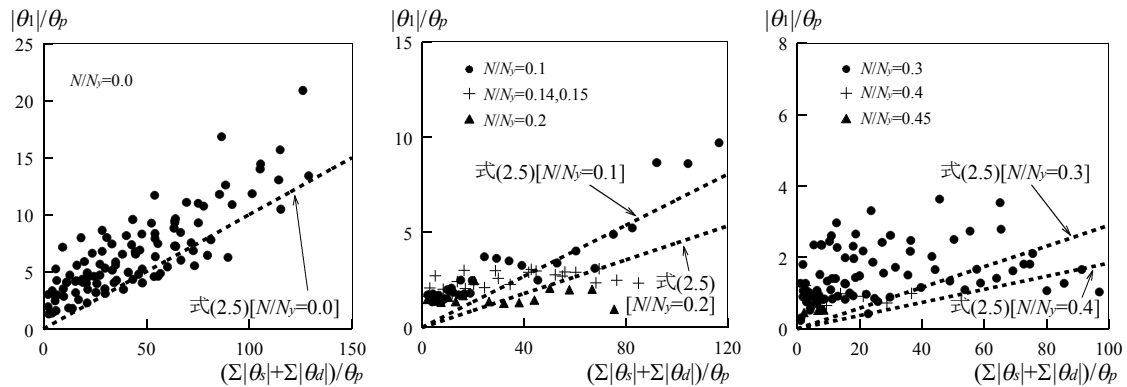 |θ1|/θp
25
20
15
10
5
0
N/Ny=0.0
式(2.5)[N/Ny=0.0]
0
50
100
150
(Σ|θs|+Σ|θd|)/θp
|θ1|/θp
15
10
5
0
N/Ny=0.1
N/Ny=0.14,0.15
N/Ny=0.2
式(2.5)[N/Ny=0.1]
式(2.5)
[N/Ny=0.2]
0
40
80
120
(Σ|θs|+Σ|θd|)/θp
|θ1|/θp
8
6
4
2
0
N/Ny=0.3
N/Ny=0.4
N/Ny=0.45
式(2.5)[N/Ny=0.3]
式(2.5)[N/Ny=0.4]
0
20
40
60
80
100
(Σ|θs|+Σ|θd|)/θp